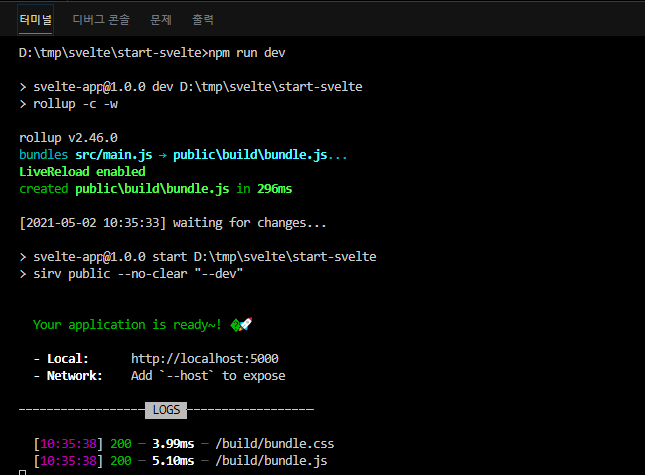 터미널 디버그 콘솔 문제 출력
D:\tmp\svelte\start-svelte>npm run dev
> svelte-app@1.0.0 dev D:\tmp\svelte\start-svelte
> rollup -c -w
rollup v2.46.0
bundles src/main.js → public\build\bundle.js...
LiveReload enabled
created public\build\bundle.js in 296ms
[2021-05-02 10:35:33] waiting for changes...
> svelte-app@1.0.0 start D:\tmp\svelte\start-svelte
> sirv public --no-clear "--dev"
Your application is ready~! �🚀
- Local: http://localhost:5000
- Network: Add `--host` to expose
────────────────── LOGS ──────────────────
[10:35:38] 200 ─ 3.99ms ─ /build/bundle.css
[10:35:38] 200 ─ 5.10ms ─ /build/bundle.js